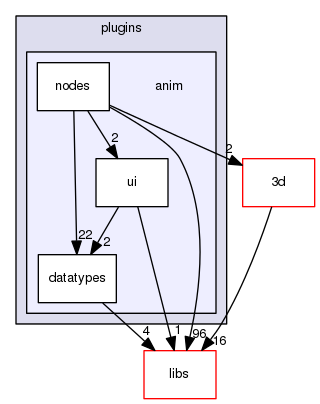 plugins
nodes
anim
2
2
ui
3d
22
2
datatypes
4
1
96
16
libs